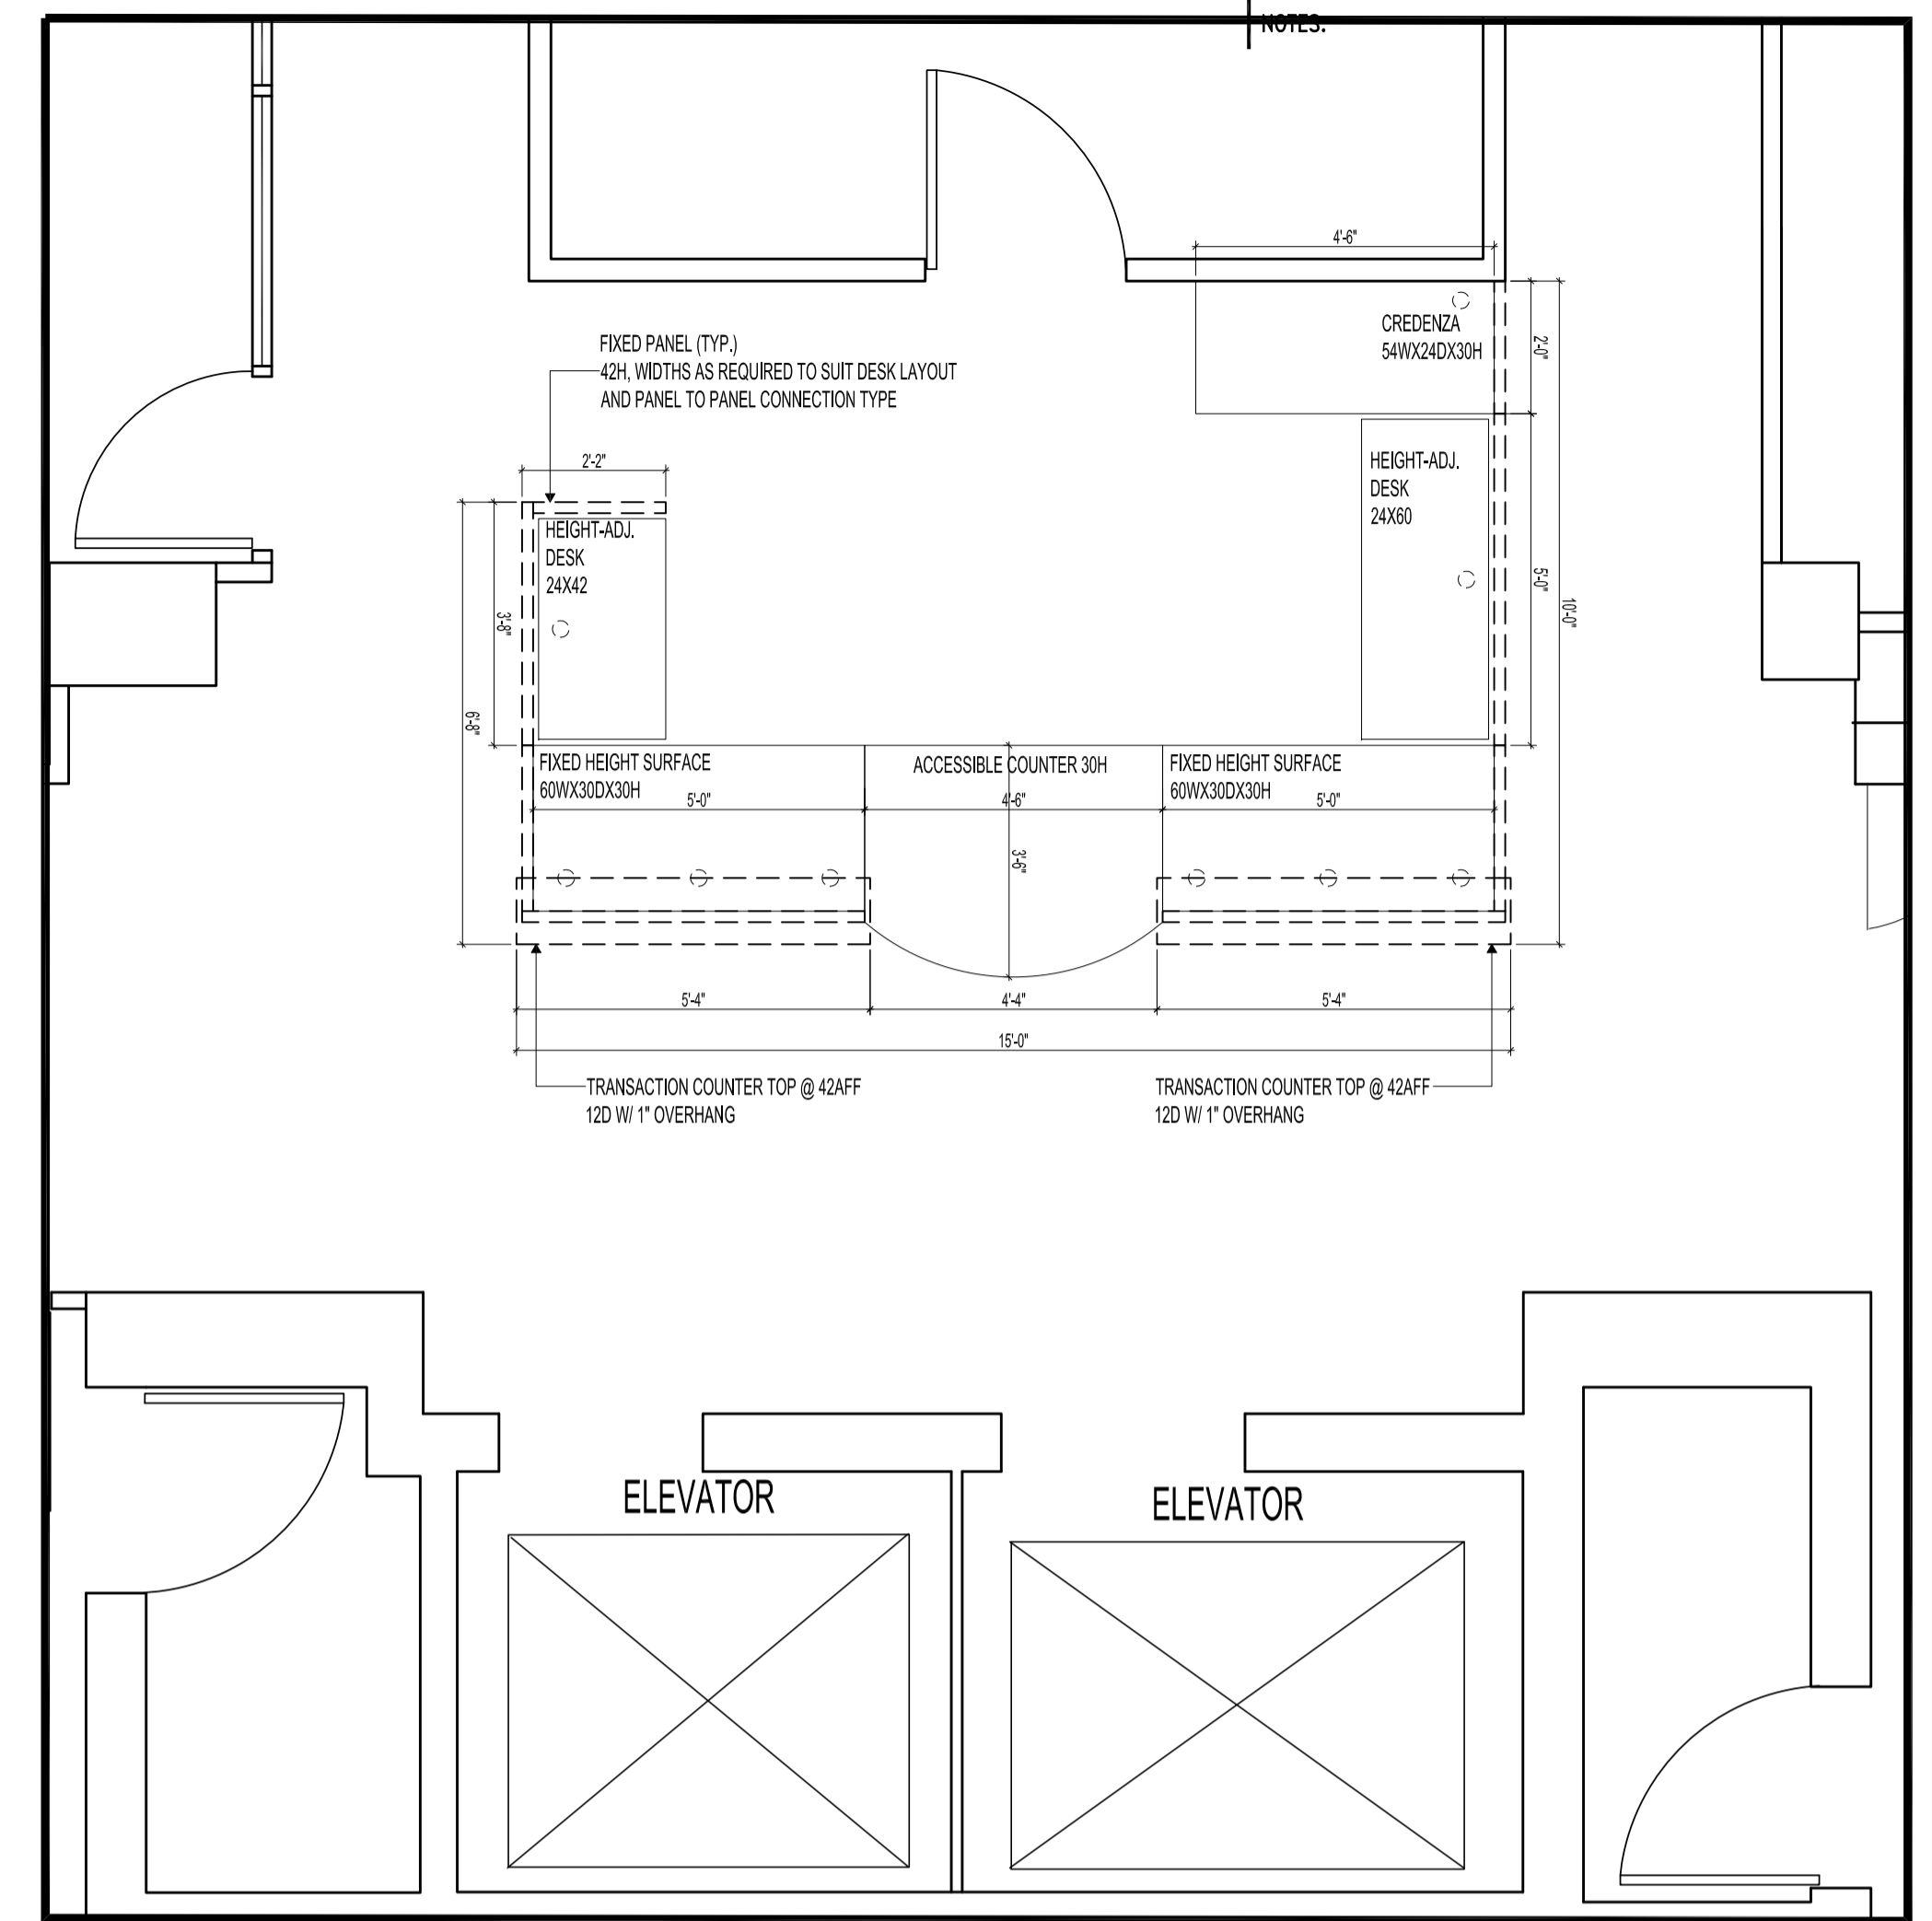 NOTES:
4'-6"
CREDENZA
54WX24DX30H
2'-0"
FIXED PANEL (TYP.)
42H, WIDTHS AS REQUIRED TO SUIT DESK LAYOUT
AND PANEL TO PANEL CONNECTION TYPE
2'-2"
HEIGHT-ADJ.
DESK
24X60
HEIGHT-ADJ.
DESK
24X42
3'-8"
5'-0"
10'-0"
6'-8"
FIXED HEIGHT SURFACE
60WX30DX30H
ACCESSIBLE COUNTER 30H
FIXED HEIGHT SURFACE
60WX30DX30H
5'-0"
4'-6"
5'-0"
3'-6"
5'-4"
4'-4"
5'-4"
15'-0"
TRANSACTION COUNTER TOP @ 42AFF
12D W/ 1" OVERHANG
TRANSACTION COUNTER TOP @ 42AFF
12D W/ 1" OVERHANG
ELEVATOR
ELEVATOR